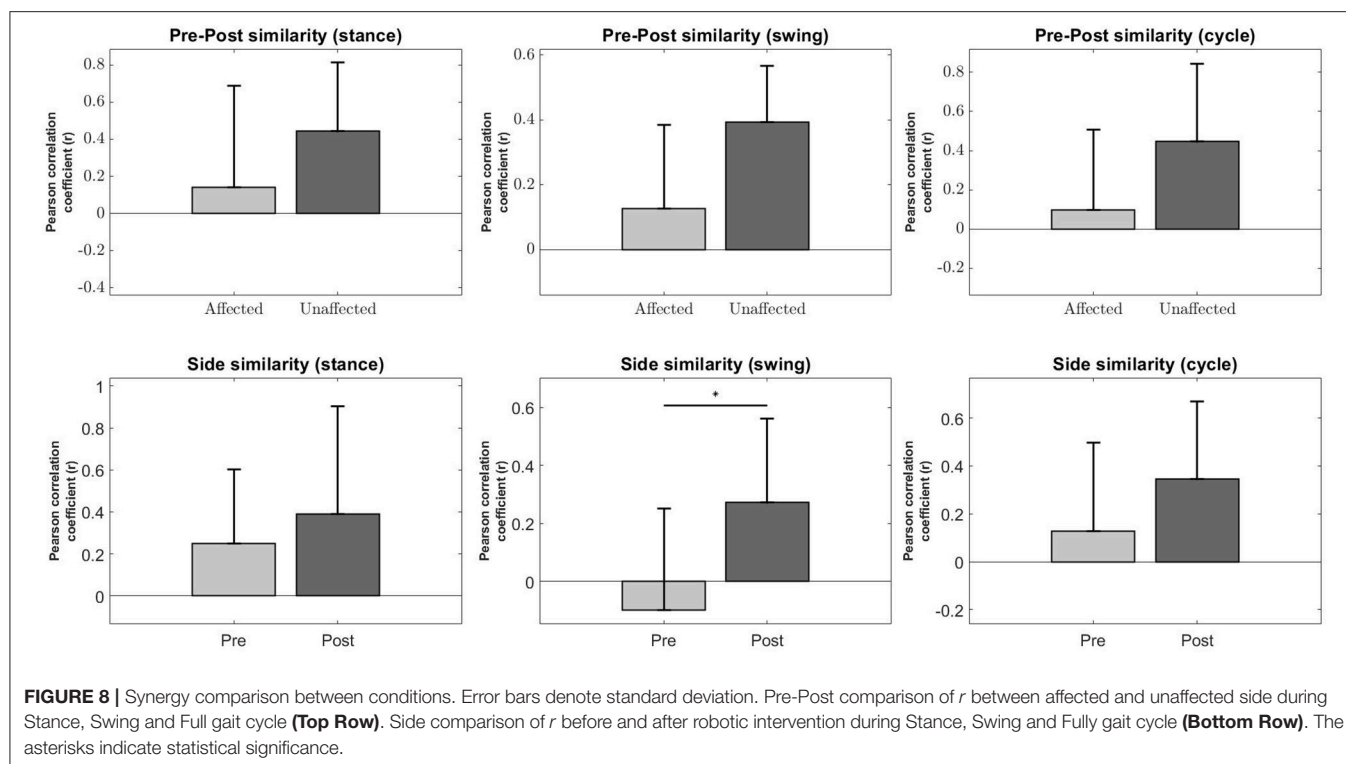 Pre-Post similarity (stance)
Pearson correlation
coefficient (r)
0.8
0.6
0.4
0.2
0
-0.2
-0.4
Affected
Unaffected
Pre-Post similarity (swing)
Pearson correlation
coefficient (r)
0.6
0.4
0.2
0
Affected
Unaffected
Pre-Post similarity (cycle)
Pearson correlation
coefficient (r)
0.8
0.6
0.4
0.2
0
-0.2
Affected
Unaffected
Side similarity (stance)
Pearson correlation
coefficient (r)
1
0.8
0.6
0.4
0.2
0
Pre
Post
Side similarity (swing)
Pearson correlation
coefficient (r)
0.6
0.4
0.2
0
*
Pre
Post
Side similarity (cycle)
Pearson correlation
coefficient (r)
0.6
0.4
0.2
0
-0.2
Pre
Post
FIGURE 8 | Synergy comparison between conditions. Error bars denote standard deviation. Pre-Post comparison of r between affected and unaffected side during
Stance, Swing and Full gait cycle (Top Row). Side comparison of r before and after robotic intervention during Stance, Swing and Fully gait cycle (Bottom Row). The
asterisks indicate statistical significance.